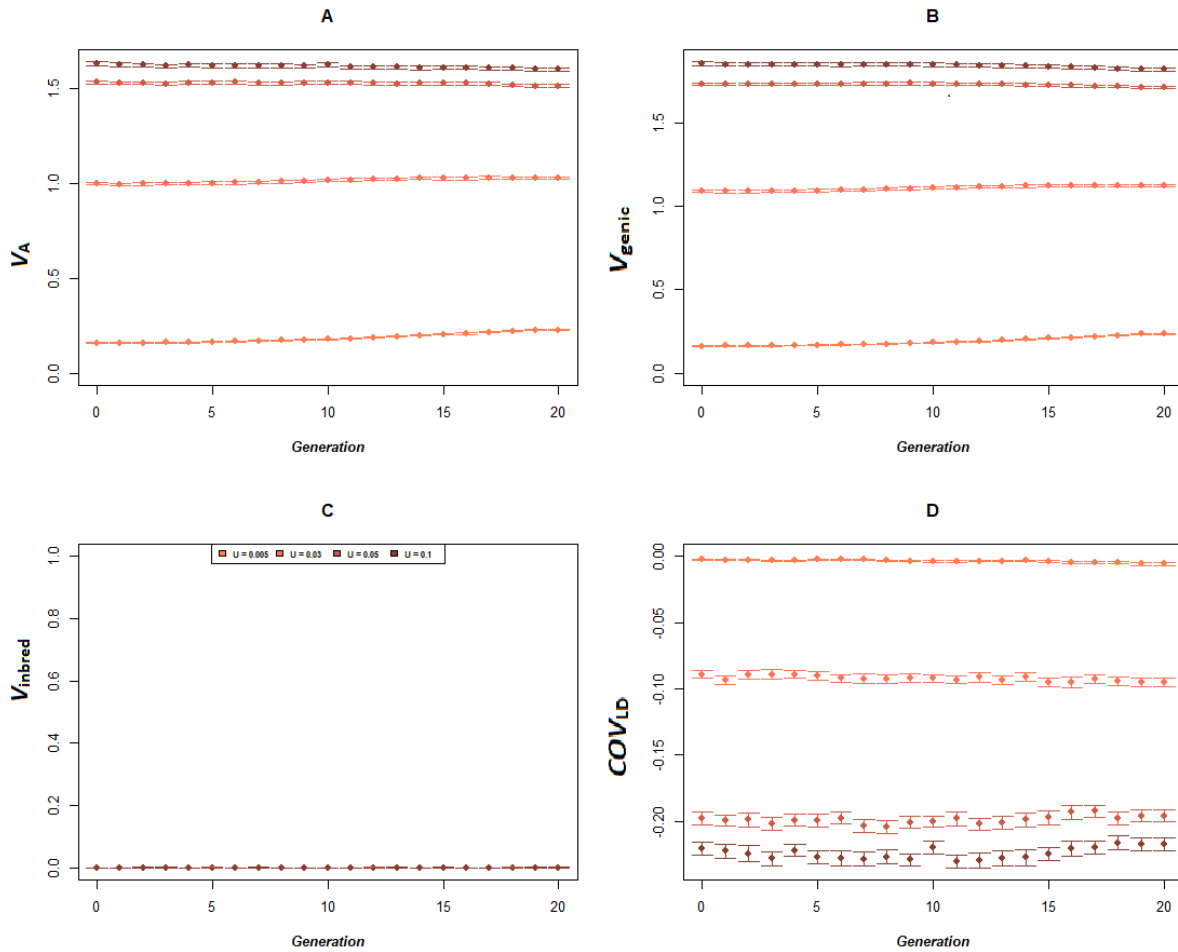 A
B
1.5
1.0
0.5
0.0
VA
0 5 10 15 20
Generation
1.5
1.0
0.5
0.0
Vgenic
0 5 10 15 20
Generation
C
D
U = 0.005 U = 0.03 U = 0.05 U = 0.1
1.0
0.8
0.6
0.4
0.2
0.0
Vinbred
0 5 10 15 20
Generation
0.00
-0.05
-0.10
-0.15
-0.20
COVLD
0 5 10 15 20
Generation